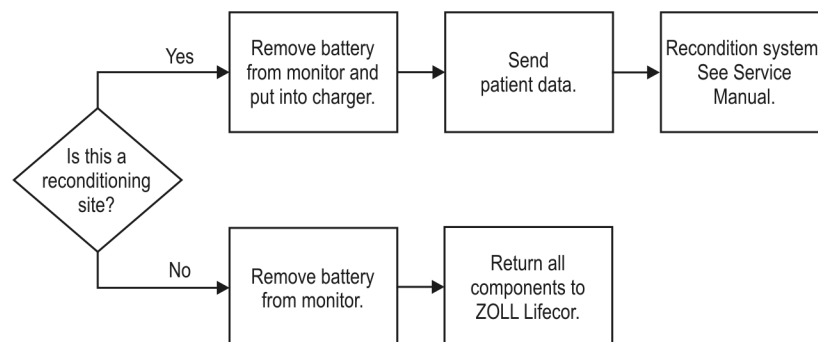 Yes
Remove battery
from monitor and
put into charger.
Send
patient data.
Recondition system
See Service
Manual.
Is this a
reconditioning
site?
No
Remove battery
from monitor.
Return all
components to
ZOLL Lifecor.